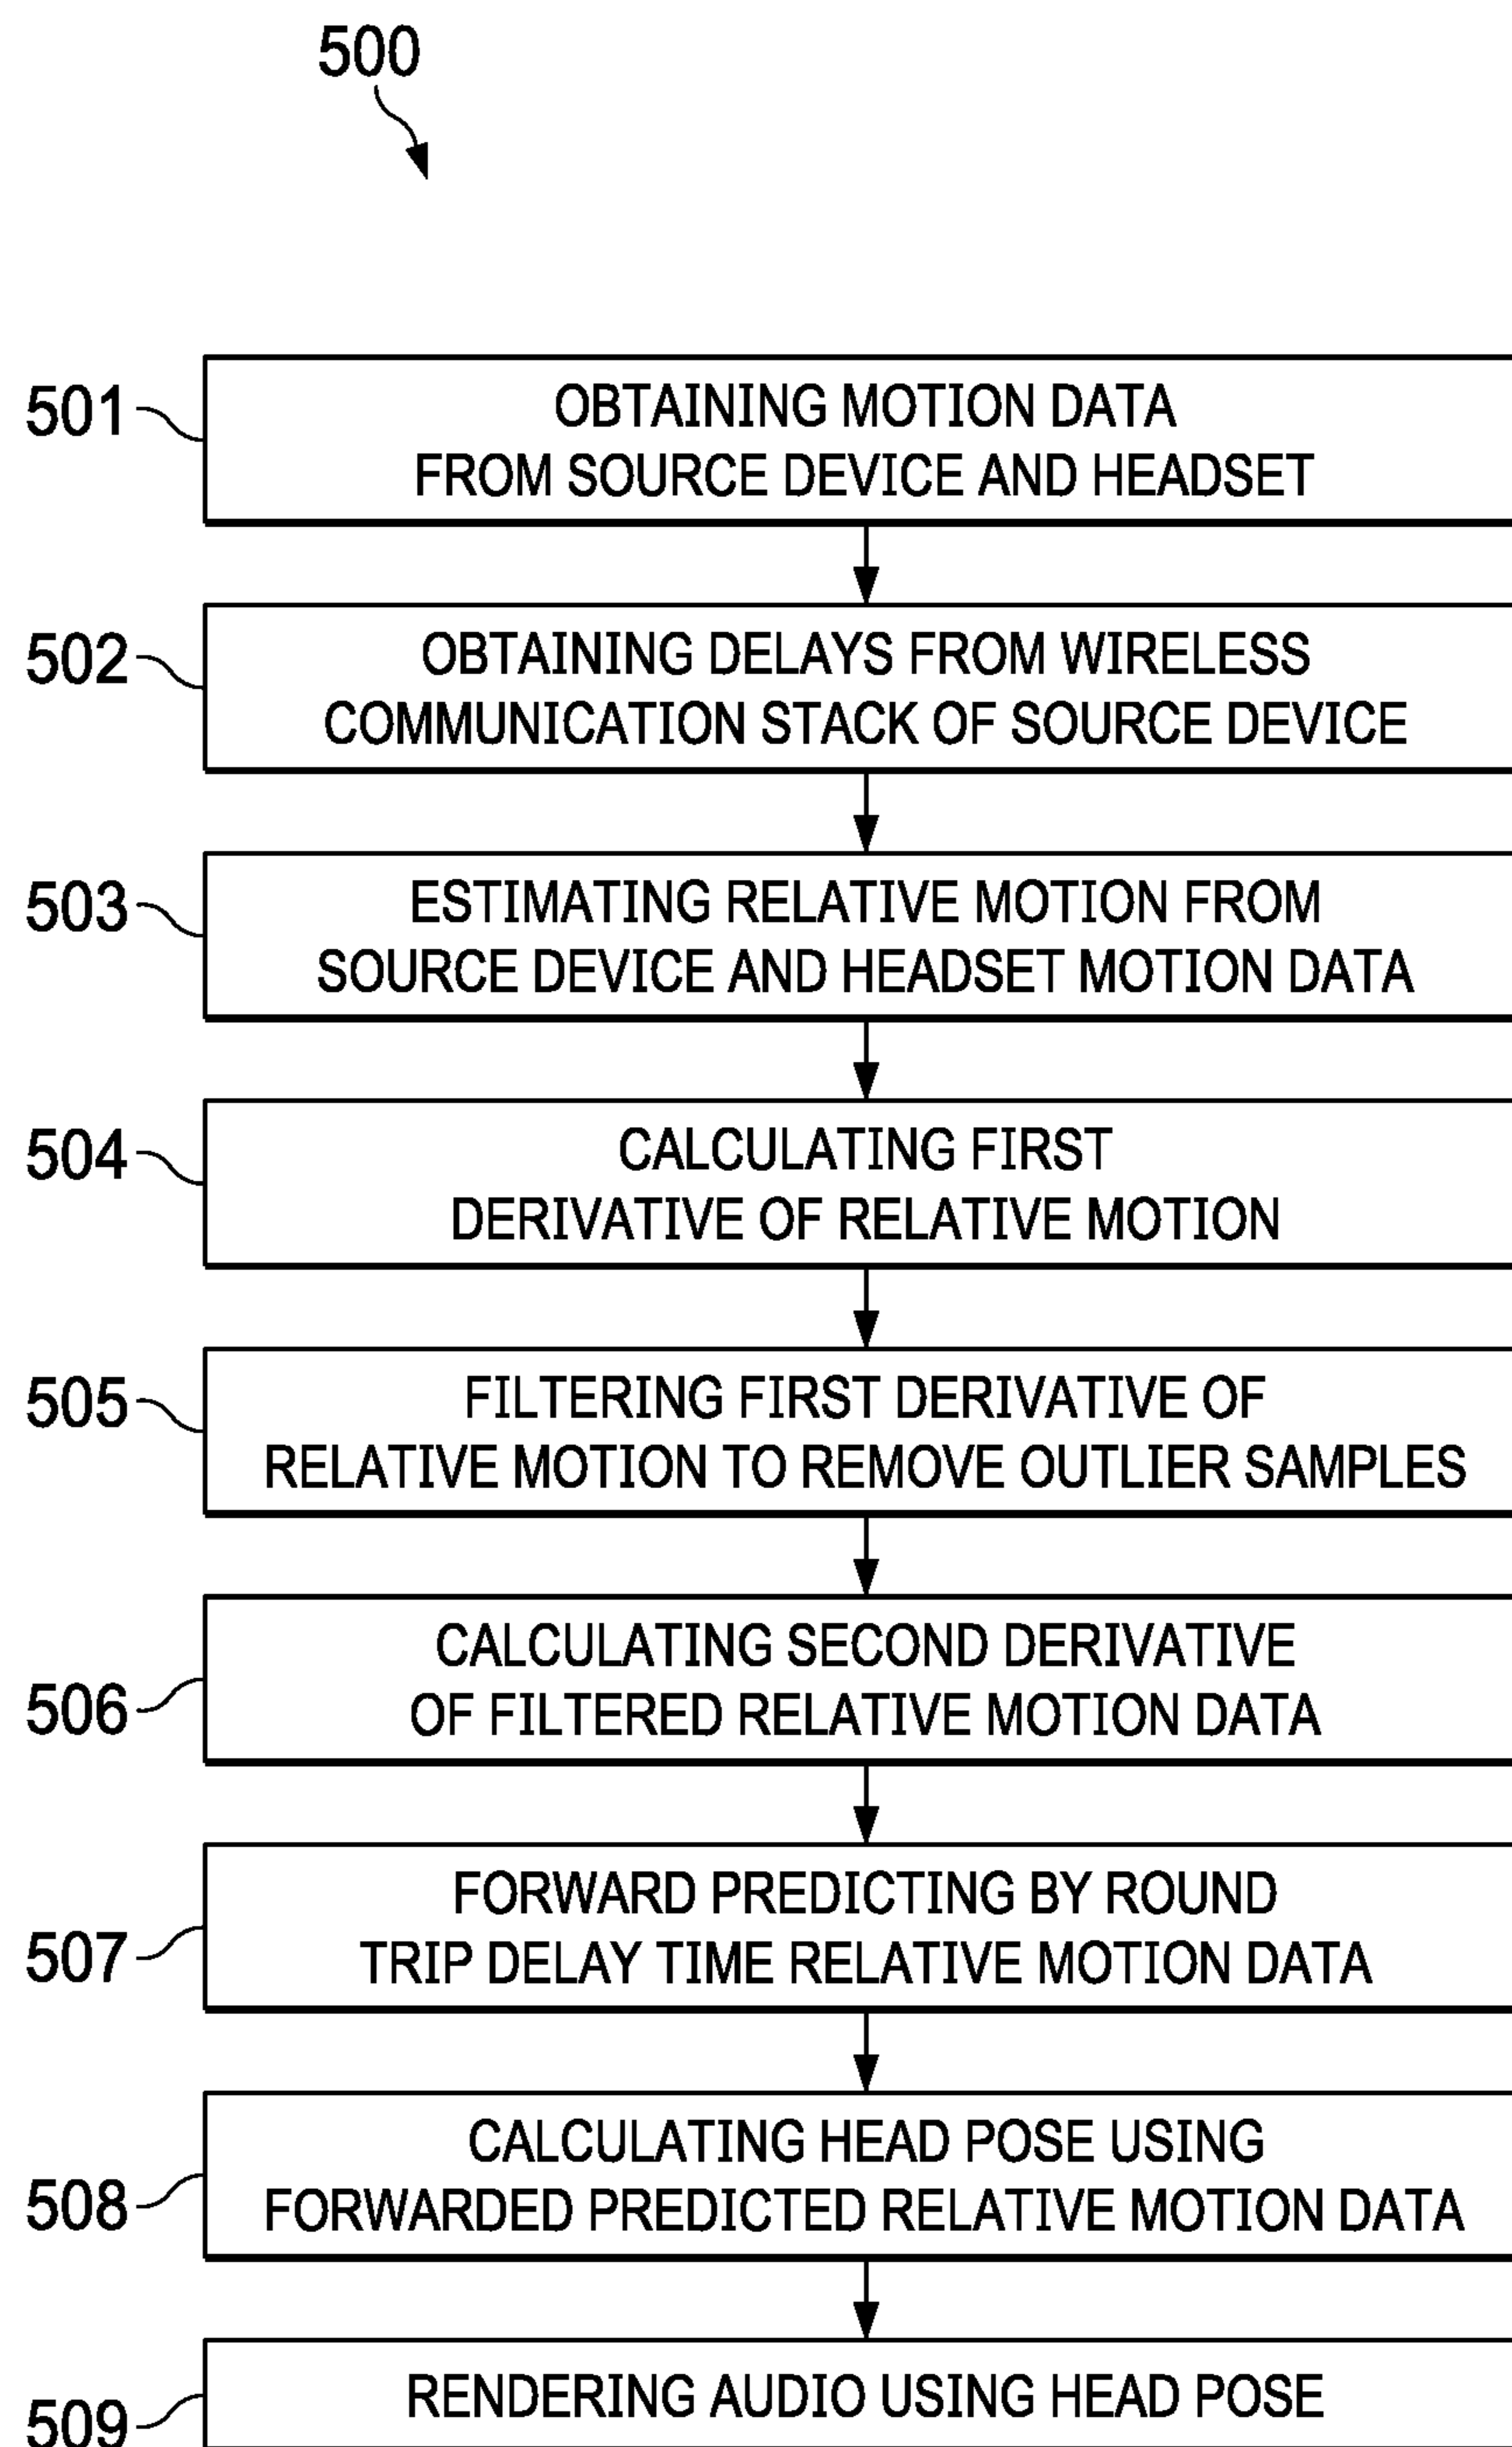 500
501
OBTAINING MOTION DATA
FROM SOURCE DEVICE AND HEADSET
502
OBTAINING DELAYS FROM WIRELESS
COMMUNICATION STACK OF SOURCE DEVICE
503
ESTIMATING RELATIVE MOTION FROM
SOURCE DEVICE AND HEADSET MOTION DATA
504
CALCULATING FIRST
DERIVATIVE OF RELATIVE MOTION
505
FILTERING FIRST DERIVATIVE OF
RELATIVE MOTION TO REMOVE OUTLIER SAMPLES
506
CALCULATING SECOND DERIVATIVE
OF FILTERED RELATIVE MOTION DATA
507
FORWARD PREDICTING BY ROUND
TRIP DELAY TIME RELATIVE MOTION DATA
508
CALCULATING HEAD POSE USING
FORWARDED PREDICTED RELATIVE MOTION DATA
509
RENDERING AUDIO USING HEAD POSE